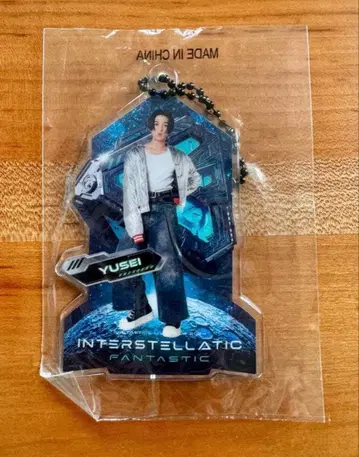 MADE IN CHINA
YUSEI
INTERSTELLATIC
FANTASTIC